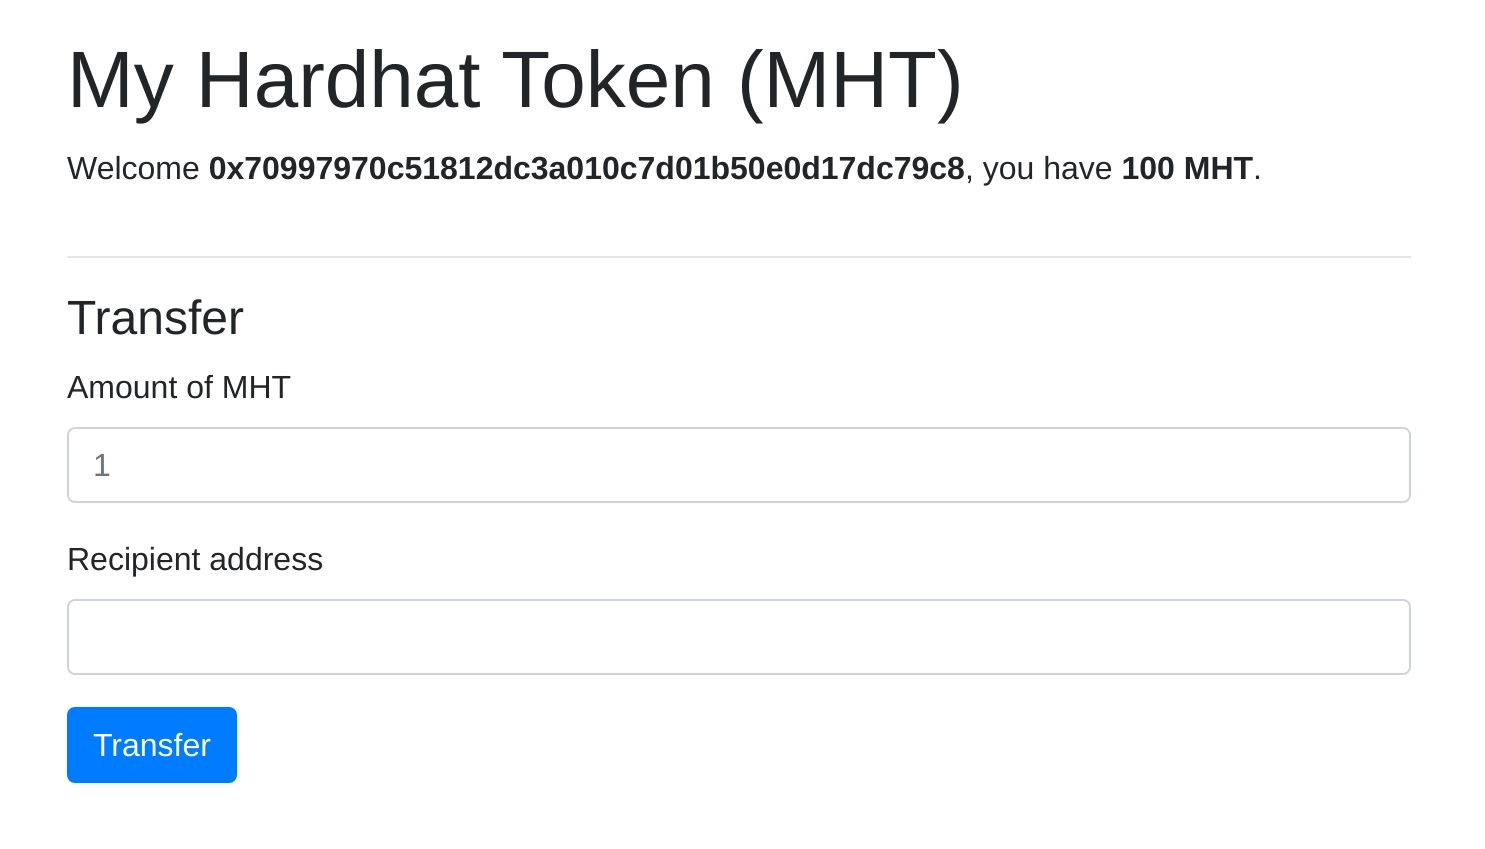 My Hardhat Token (MHT)
Welcome 0x70997970c51812dc3a010c7d01b50e0d17dc79c8, you have 100 MHT.
Transfer
Amount of MHT
1
Recipient address
Transfer